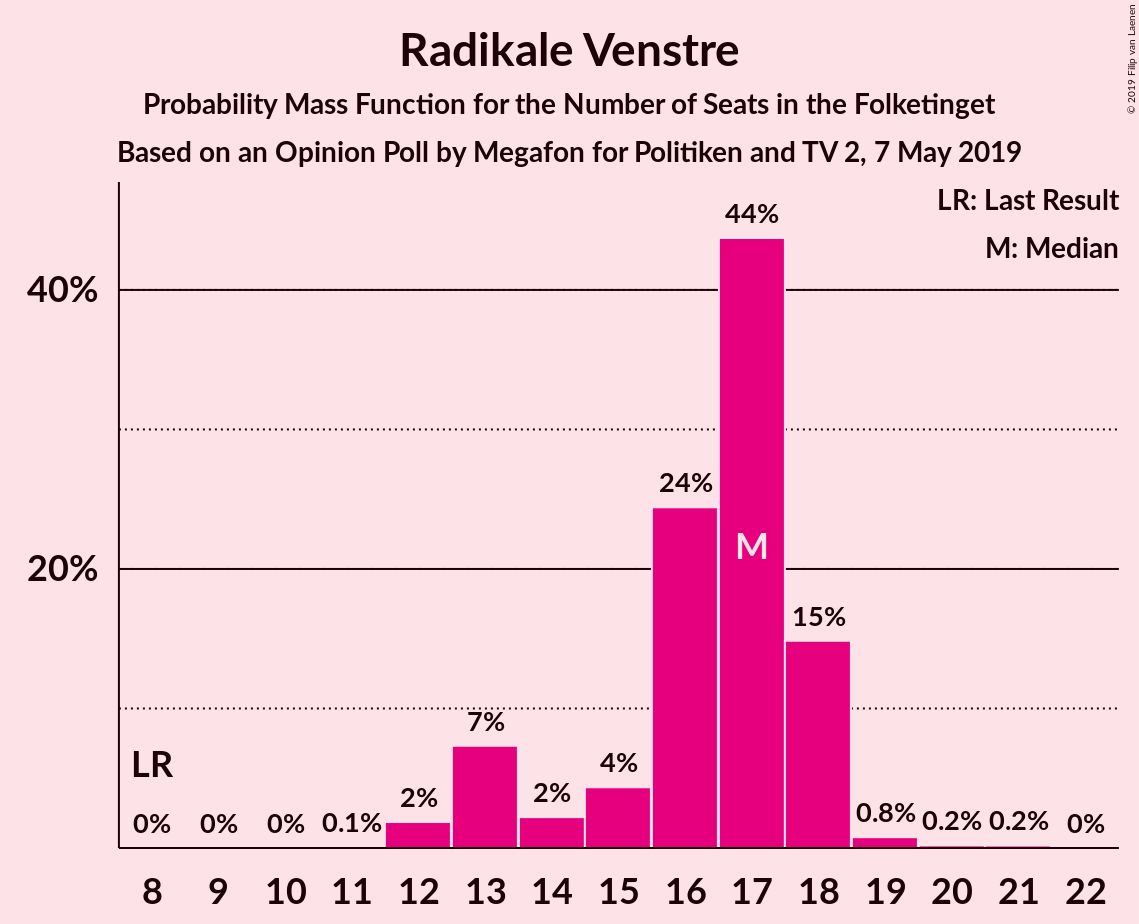 Radikale Venstre
Probability Mass Function for the Number of Seats in the Folketinget
Based on an Opinion Poll by Megafon for Politiken and TV 2, 7 May 2019
© 2019 Filip van Laenen
LR: Last Result
M: Median
40%
20%
44%
24%
M
15%
7%
4%
2%
2%
LR
0%
0%
0%
0.1%
0.8%
0.2%
0.2%
0%
8 9 10 11 12 13 14 15 16 17 18 19 20 21 22